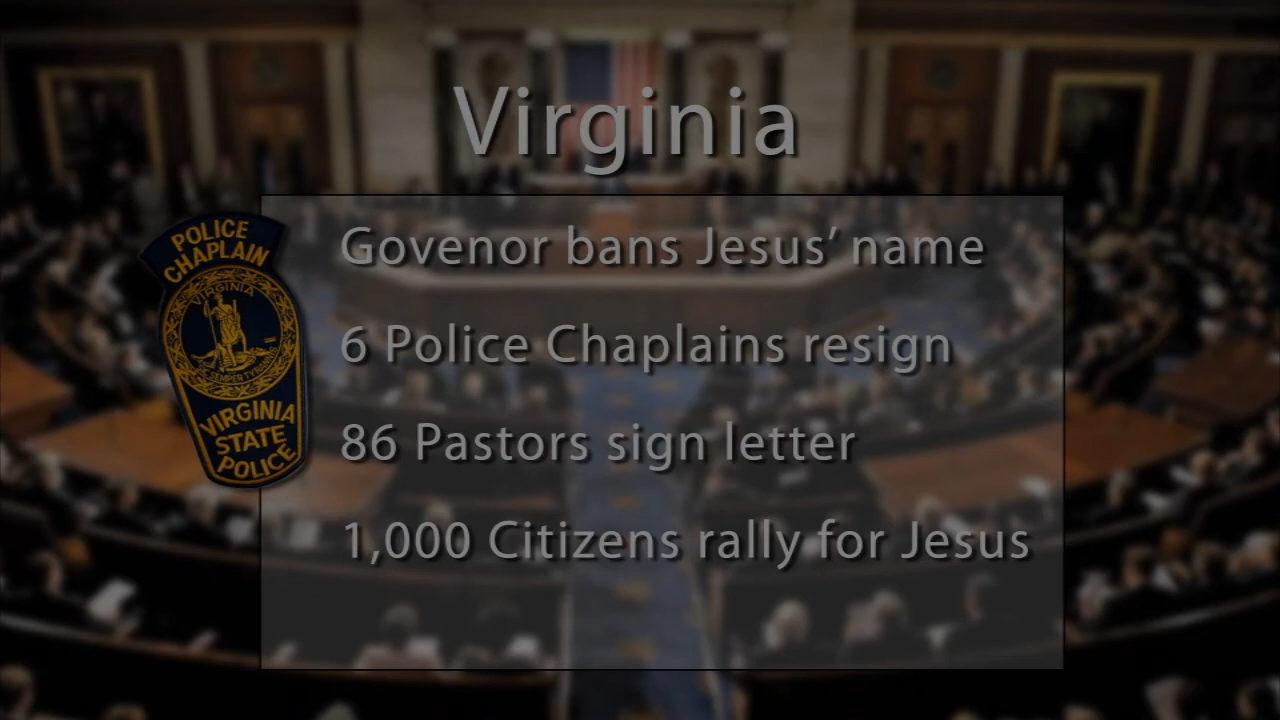 Virginia
POLICE
CHAPLAIN
VIRGINIA
VIRGINIA
STATE
POLICE
Govenor bans Jesus’ name
6 Police Chaplains resign
86 Pastors sign letter
1,000 Citizens rally for Jesus